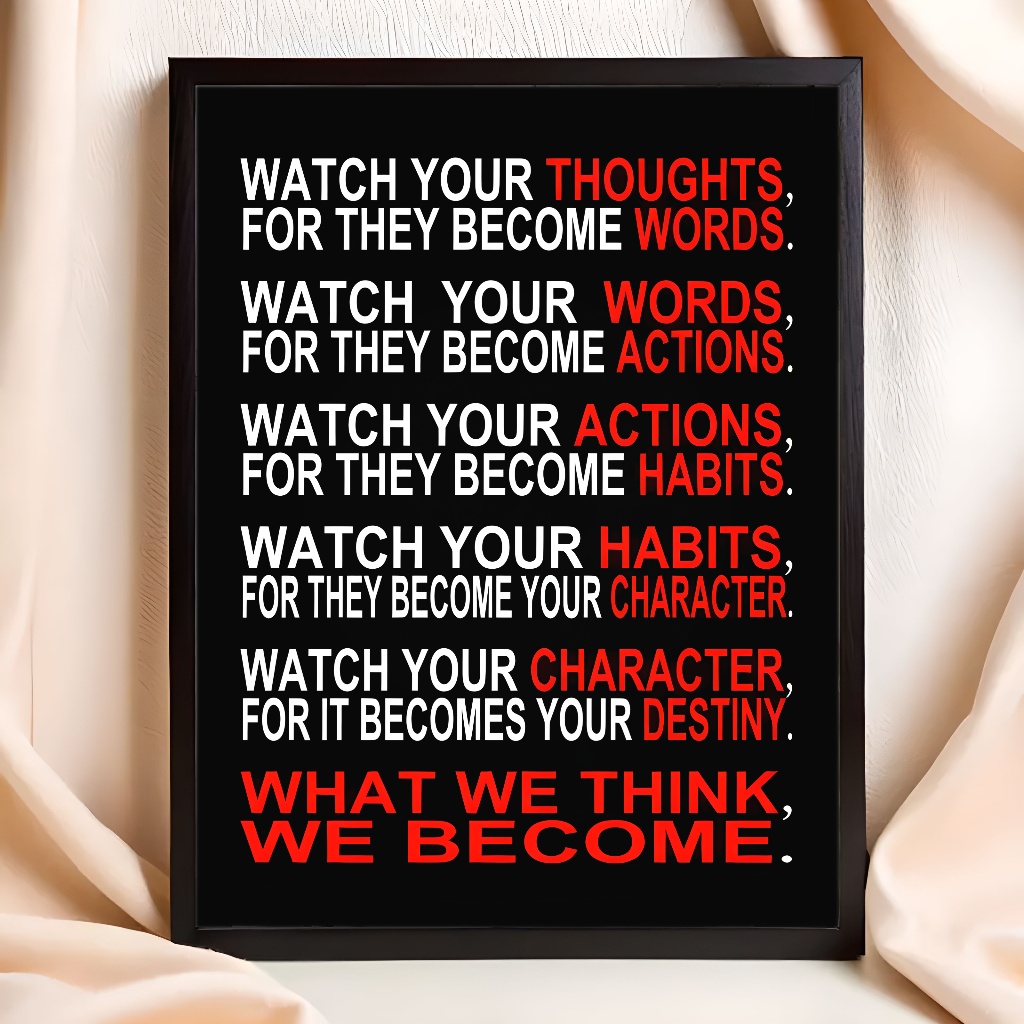 WATCH YOUR THOUGHTS,
FOR THEY BECOME WORDS.
WATCH YOUR WORDS,
FOR THEY BECOME ACTIONS.
WATCH YOUR ACTIONS,
FOR THEY BECOME HABITS.
WATCH YOUR HABITS,
FOR THEY BECOME YOUR CHARACTER.
WATCH YOUR CHARACTER,
FOR IT BECOMES YOUR DESTINY.
WHAT WE THINK,
WE BECOME.